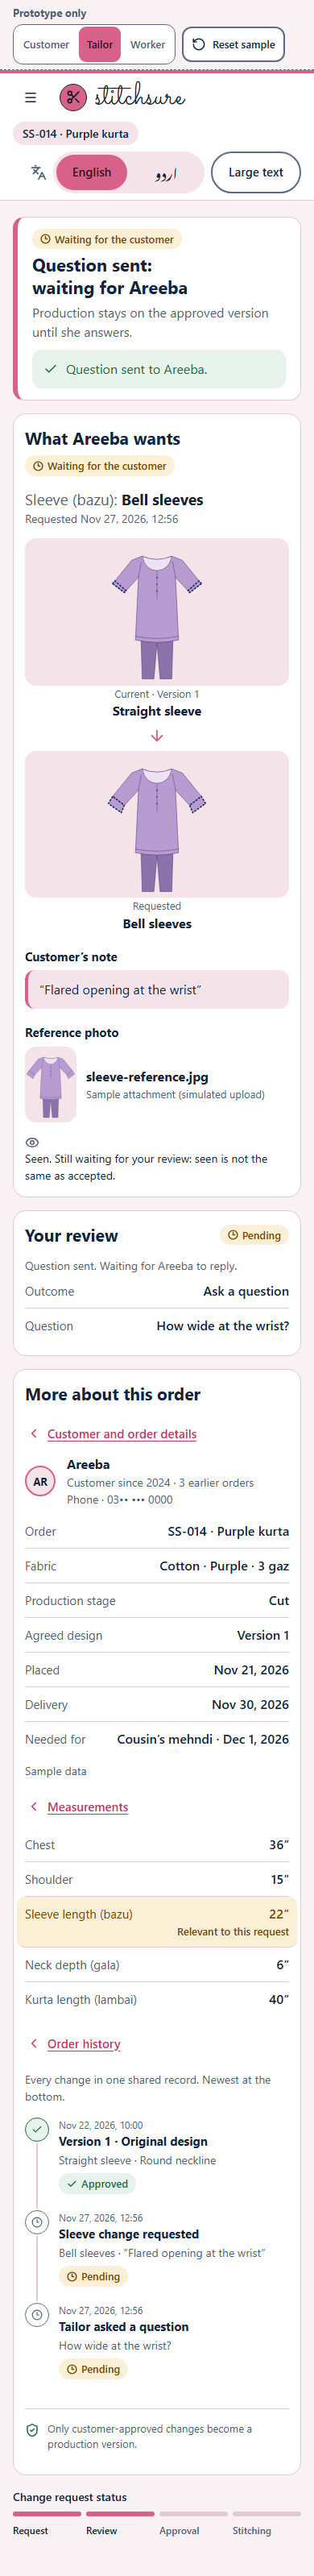 Prototype only
Customer Tailor Worker Reset sample
stitchsure
SS-014 · Purple kurta
English اردو Large text
Waiting for the customer
Question sent:
waiting for Areeba
Production stays on the approved version
until she answers.
Question sent to Areeba.
What Areeba wants
Waiting for the customer
Sleeve (bazu): Bell sleeves
Requested Nov 27, 2026, 12:56
Current · Version 1
Straight sleeve
Requested
Bell sleeves
Customer’s note
“Flared opening at the wrist”
Reference photo
sleeve-reference.jpg
Sample attachment (simulated upload)
Seen. Still waiting for your review: seen is not the
same as accepted.
Your review Pending
Question sent. Waiting for Areeba to reply.
Outcome Ask a question
Question How wide at the wrist?
More about this order
Customer and order details
AR
Areeba
Customer since 2024 · 3 earlier orders
Phone · 03•• ••• 0000
Order SS-014 · Purple kurta
Fabric Cotton · Purple · 3 gaz
Production stage Cut
Agreed design Version 1
Placed Nov 21, 2026
Delivery Nov 30, 2026
Needed for Cousin’s mehndi · Dec 1, 2026
Sample data
Measurements
Chest 36″
Shoulder 15″
Sleeve length (bazu) 22″
Relevant to this request
Neck depth (gala) 6″
Kurta length (lambai) 40″
Order history
Every change in one shared record. Newest at the
bottom.
Nov 22, 2026, 10:00
Version 1 · Original design
Straight sleeve · Round neckline
Approved
Nov 27, 2026, 12:56
Sleeve change requested
Bell sleeves · “Flared opening at the wrist”
Pending
Nov 27, 2026, 12:56
Tailor asked a question
How wide at the wrist?
Pending
Only customer-approved changes become a
production version.
Change request status
Request Review Approval Stitching